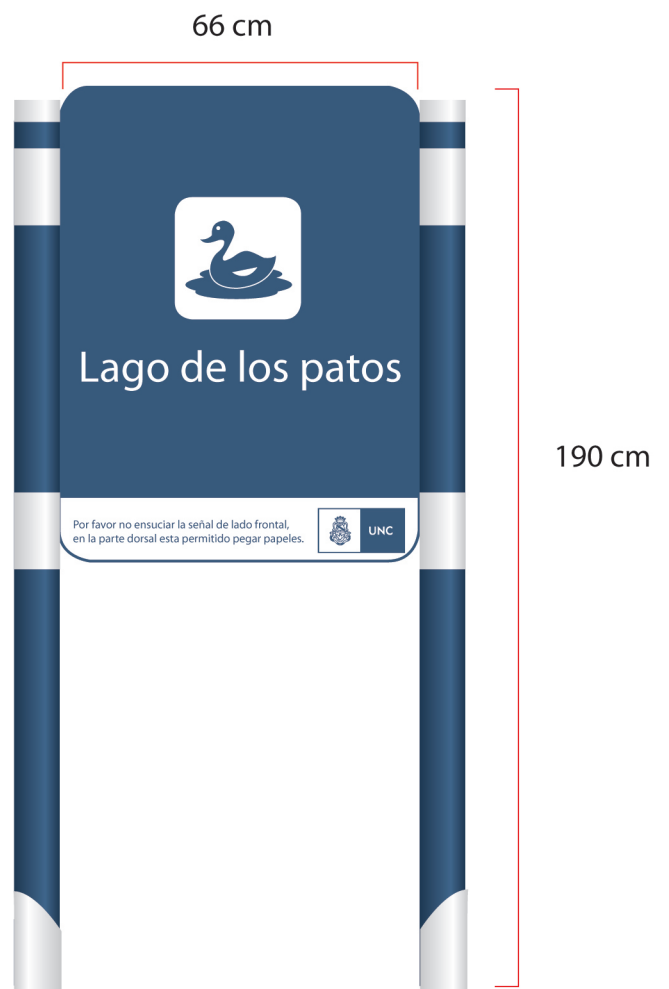 66 cm
Lago de los patos
190 cm
Por favor no ensuciar la señal de lado frontal,
en la parte dorsal esta permitido pegar papeles.
UNC